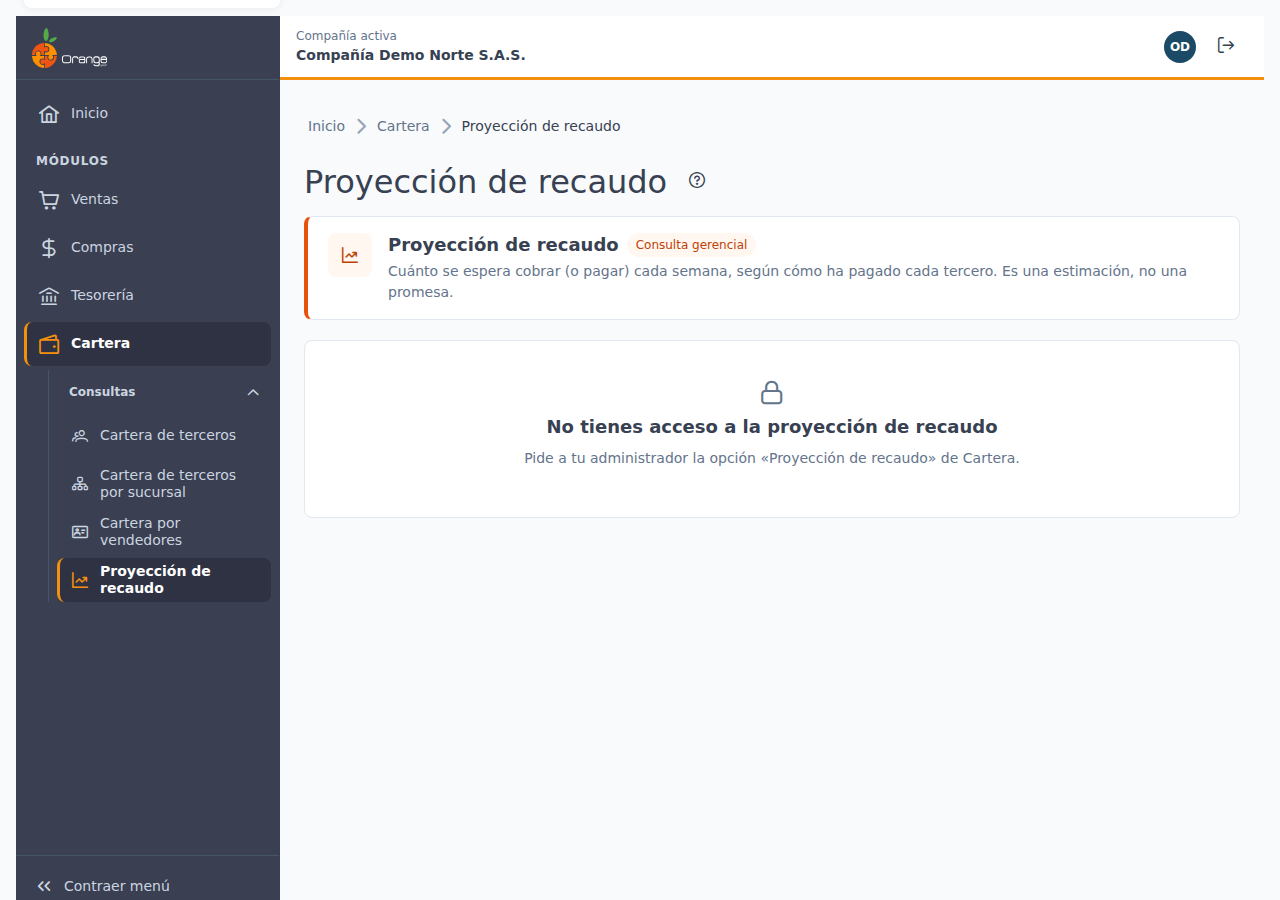 Orange
Compañía activa
Compañía Demo Norte S.A.S.
OD
Inicio
MÓDULOS
Ventas
Compras
Tesorería
Cartera
Consultas
Cartera de terceros
Cartera de terceros
por sucursal
Cartera por
vendedores
Proyección de
recaudo
Contraer menú
Inicio
Cartera
Proyección de recaudo
Proyección de recaudo
Proyección de recaudo
Consulta gerencial
Cuánto se espera cobrar (o pagar) cada semana, según cómo ha pagado cada tercero. Es una estimación, no una
promesa.
No tienes acceso a la proyección de recaudo
Pide a tu administrador la opción «Proyección de recaudo» de Cartera.